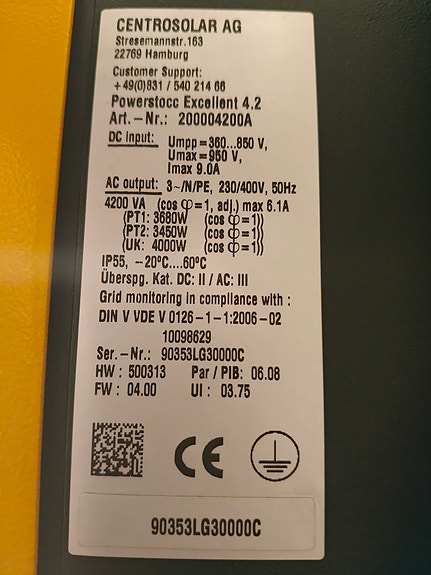 CENTROSOLAR AG
Stresemannstr.163
22769 Hamburg
Customer Support:
+49(0)831 / 540 214 66
Powerstocc Excellent 4.2
Art.-Nr.: 200004200A
DC input: Umpp=360...850 V,
Umax=950 V,
Imax 9.0A
AC output: 3~/N/PE, 230/400V, 50Hz
4200 VA (cos φ=1, adj.) max 6.1A
(PT1: 3680W (cos φ=1))
(PT2: 3450W (cos φ=1))
(UK: 4000W (cos φ=1))
IP55, -20°C....60°C
Überspg. Kat. DC: II / AC: III
Grid monitoring in compliance with :
DIN V VDE V 0126-1-1:2006-02
10098629
Ser.-Nr.: 90353LG30000C
HW : 500313 Par / PIB: 06.08
FW : 04.00 UI : 03.75
CE
90353LG30000C